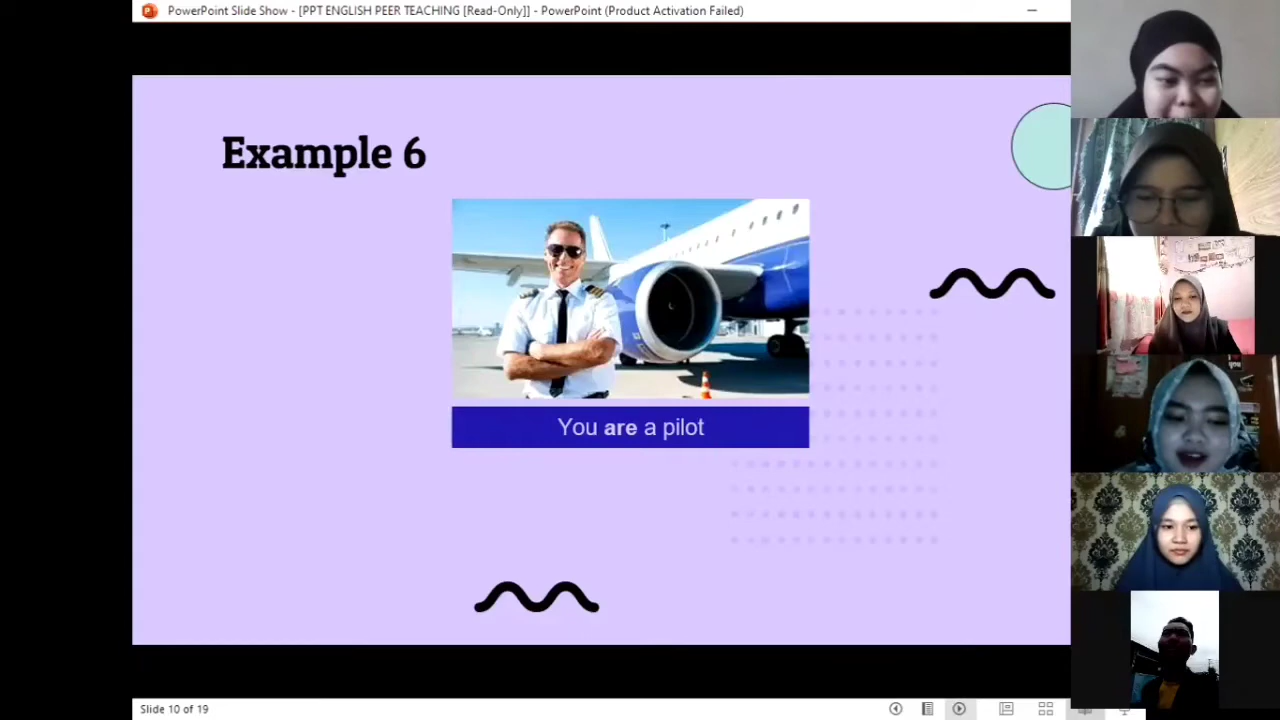 PowerPoint Slide Show - [PPT ENGLISH PEER TEACHING [Read-Only]] - PowerPoint (Product Activation Failed)
Example 6
You are a pilot
Slide 10 of 19